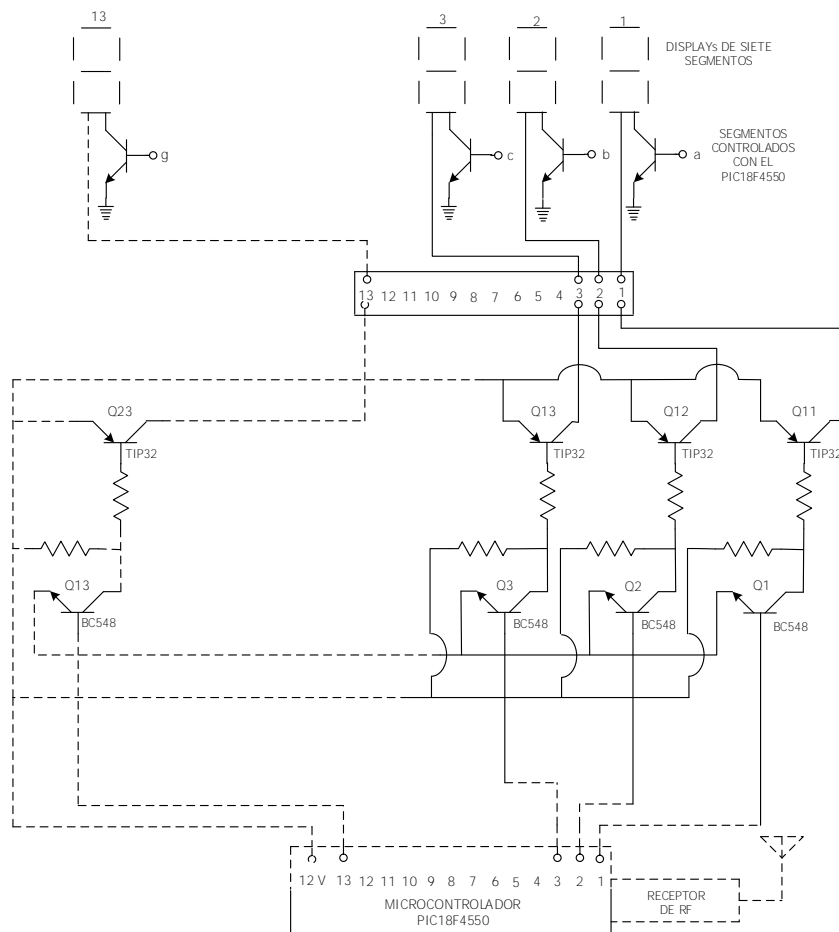 13
3
2
1
DISPLAYs DE SIETE
SEGMENTOS
SEGMENTOS
CONTROLADOS
CON EL
PIC18F4550
g
c
b
a
13 12 11 10 9 8 7 6 5 4 3 2 1
Q23
Q13
Q12
Q11
TIP32
TIP32
TIP32
TIP32
Q13
Q3
Q2
Q1
BC548
BC548
BC548
BC548
12 V 13 12 11 10 9 8 7 6 5 4 3 2 1
MICROCONTROLADOR
PIC18F4550
RECEPTOR
DE RF